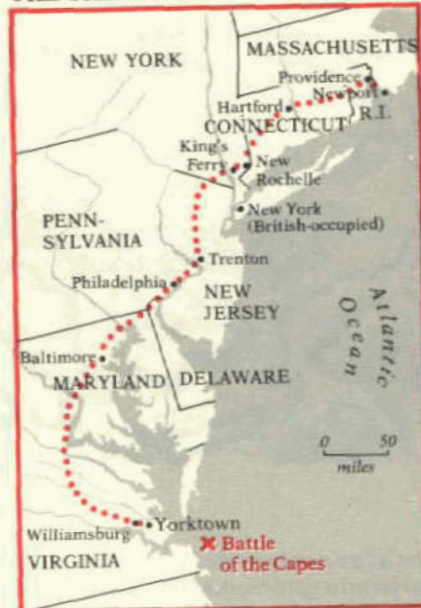 MASSACHUSETTS
NEW YORK
Providence
Newport
Hartford
R.I.
CONNECTICUT
King's
Ferry
New
Rochelle
New York
(British-occupied)
PENN-
SYLVANIA
Trenton
Philadelphia
NEW
JERSEY
Atlantic
Ocean
Baltimore
MARYLAND
DELAWARE
0 50
miles
Yorktown
Williamsburg
VIRGINIA
Battle
of the Capes